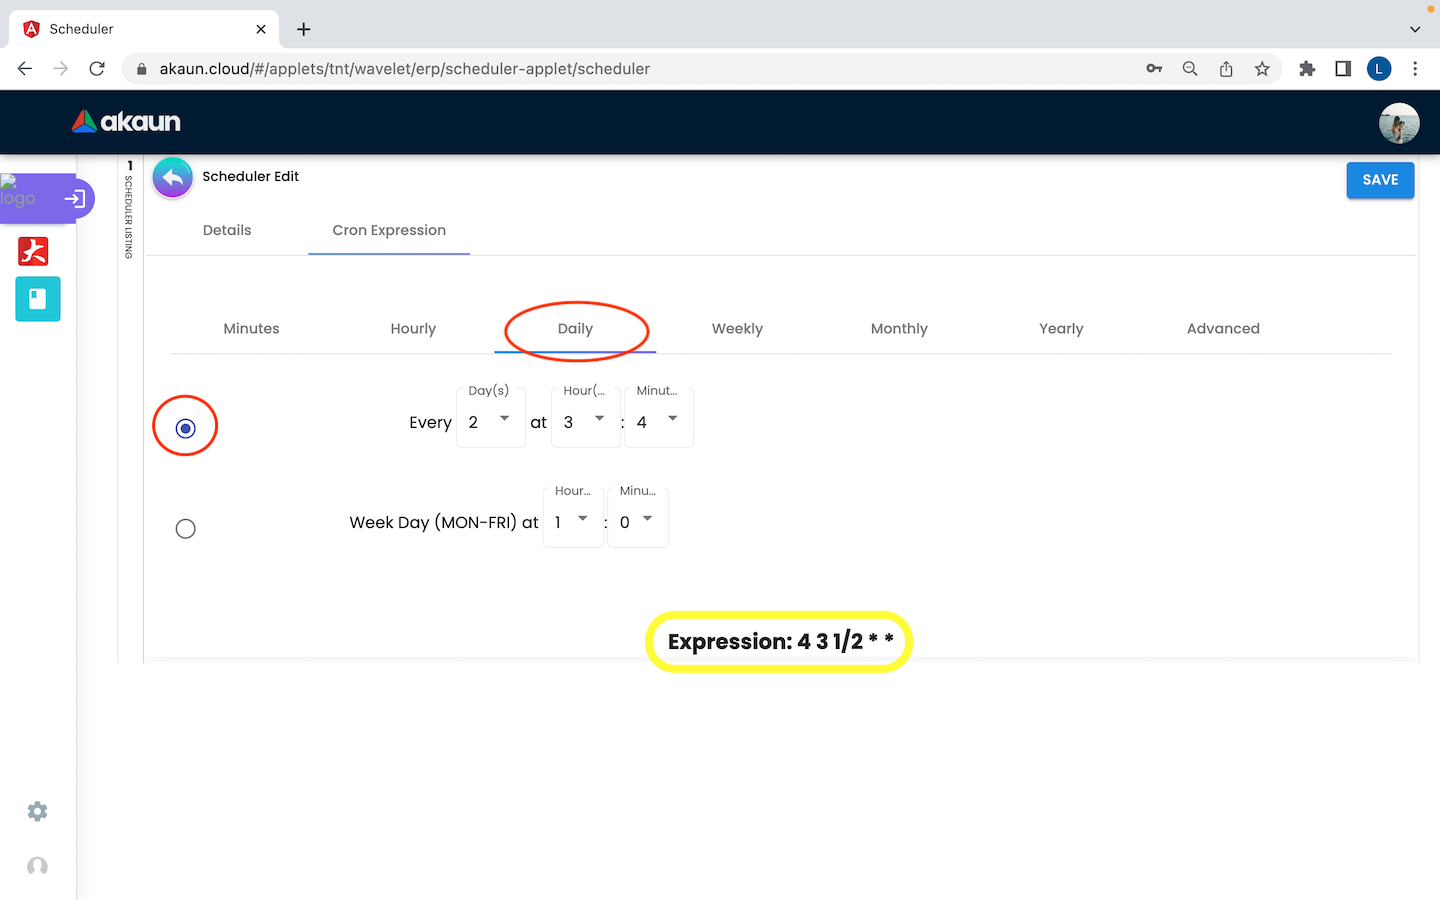 Scheduler
akaun.cloud/#/applets/tnt/wavelet/erp/scheduler-applet/scheduler
L
akaun
1
SCHEDULER LISTING
Scheduler Edit
SAVE
logo
Details
Cron Expression
大
Minutes
Hourly
Daily
Weekly
Monthly
Yearly
Advanced
Day(s)
Hour(...
Minut...
Every 2 at 3 : 4
Hour...
Minu...
Week Day (MON-FRI) at 1 : 0
Expression: 4 3 1/2 * *